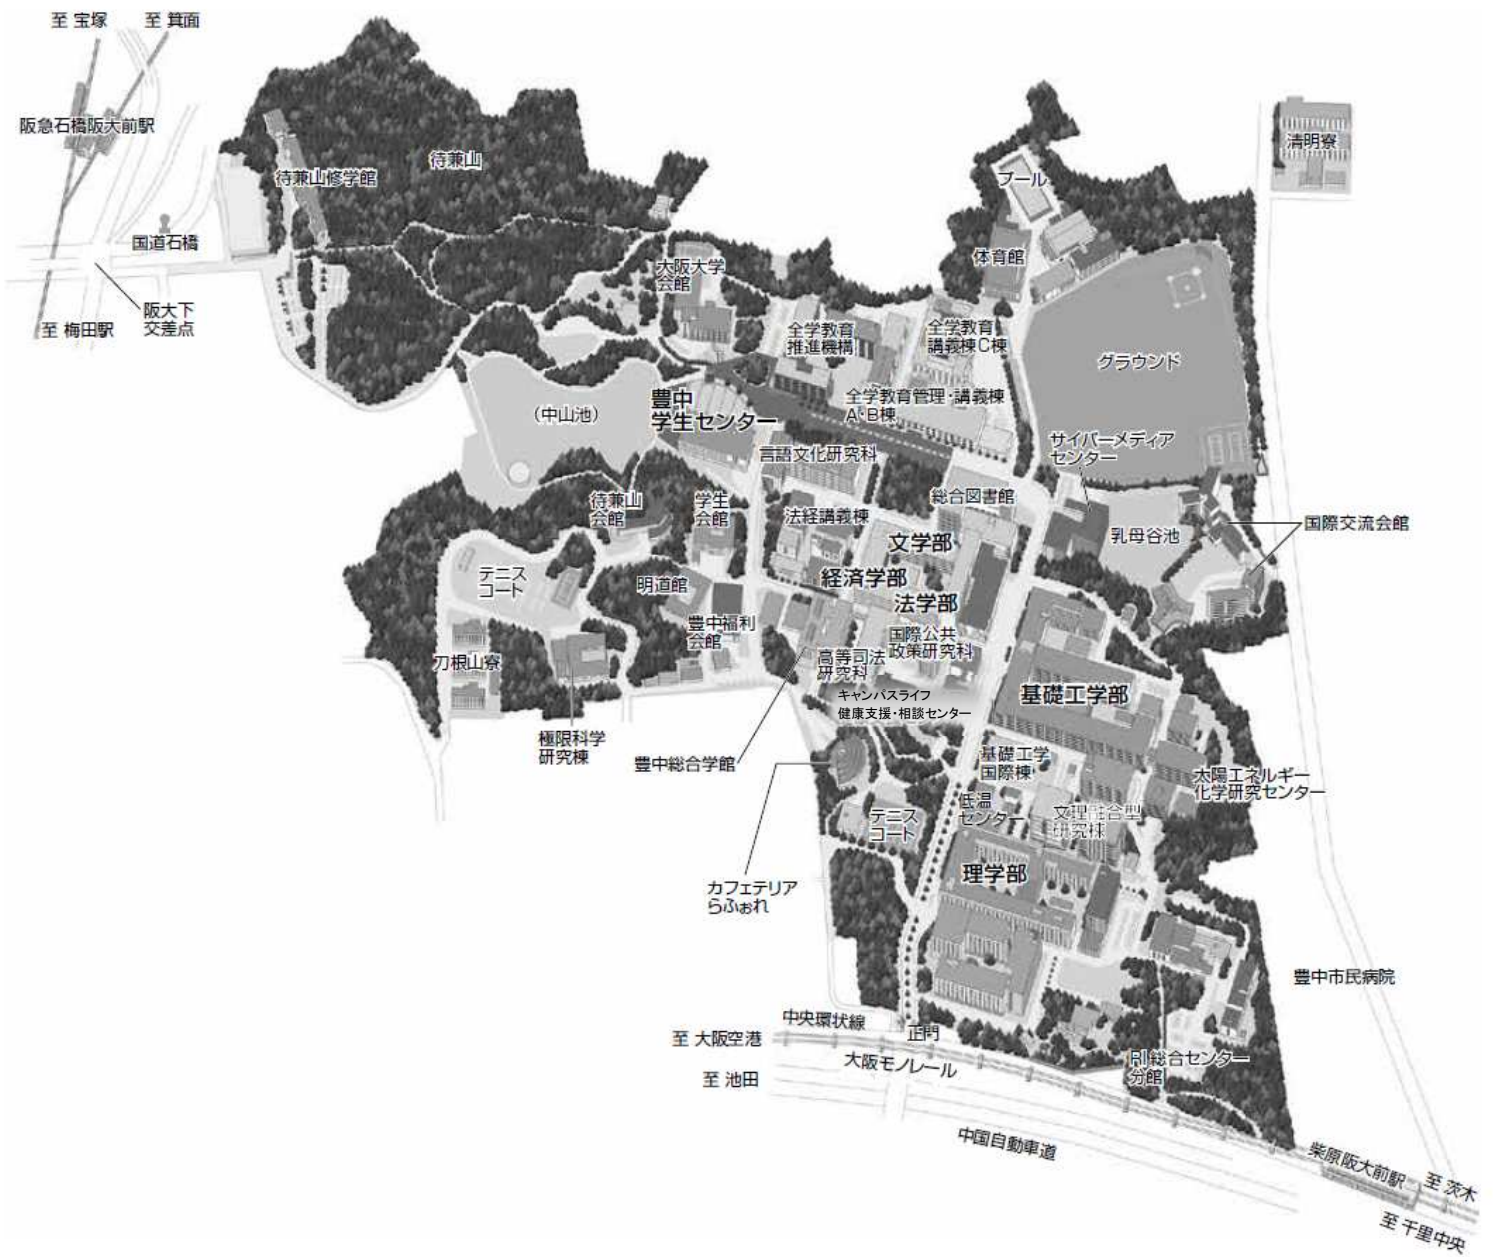 至 宝塚
至 箕面
阪急石橋阪大前駅
国道石橋
阪大下
交差点
至 梅田駅
待兼山修学館
待兼山
大阪大学
会館
プール
体育館
清明寮
全学教育
推進機構
全学教育
講義棟C棟
グラウンド
全学教育管理・講義棟
A・B棟
(中山池)
豊中
学生センター
言語文化研究科
サイバーメディア
センター
総合図書館
待兼山
会館
学生
会館
法経講義棟
乳母谷池
国際交流会館
文学部
経済学部
法学部
テニス
コート
明道館
豊中福利
会館
国際公共
政策研究科
高等司法
研究科
刀根山寮
キャンパスライフ
健康支援・相談センター
基礎工学部
極限科学
研究棟
豊中総合学館
基礎工学
国際棟
太陽エネルギー
化学研究センター
低温
センター
文理融合型
研究棟
テニス
コート
理学部
カフェテリア
らふぉれ
豊中市民病院
中央環状線
正門
至 大阪空港
大阪モノレール
至 池田
RI総合センター
分館
中国自動車道
柴原阪大前駅
至 茨木
至 千里中央